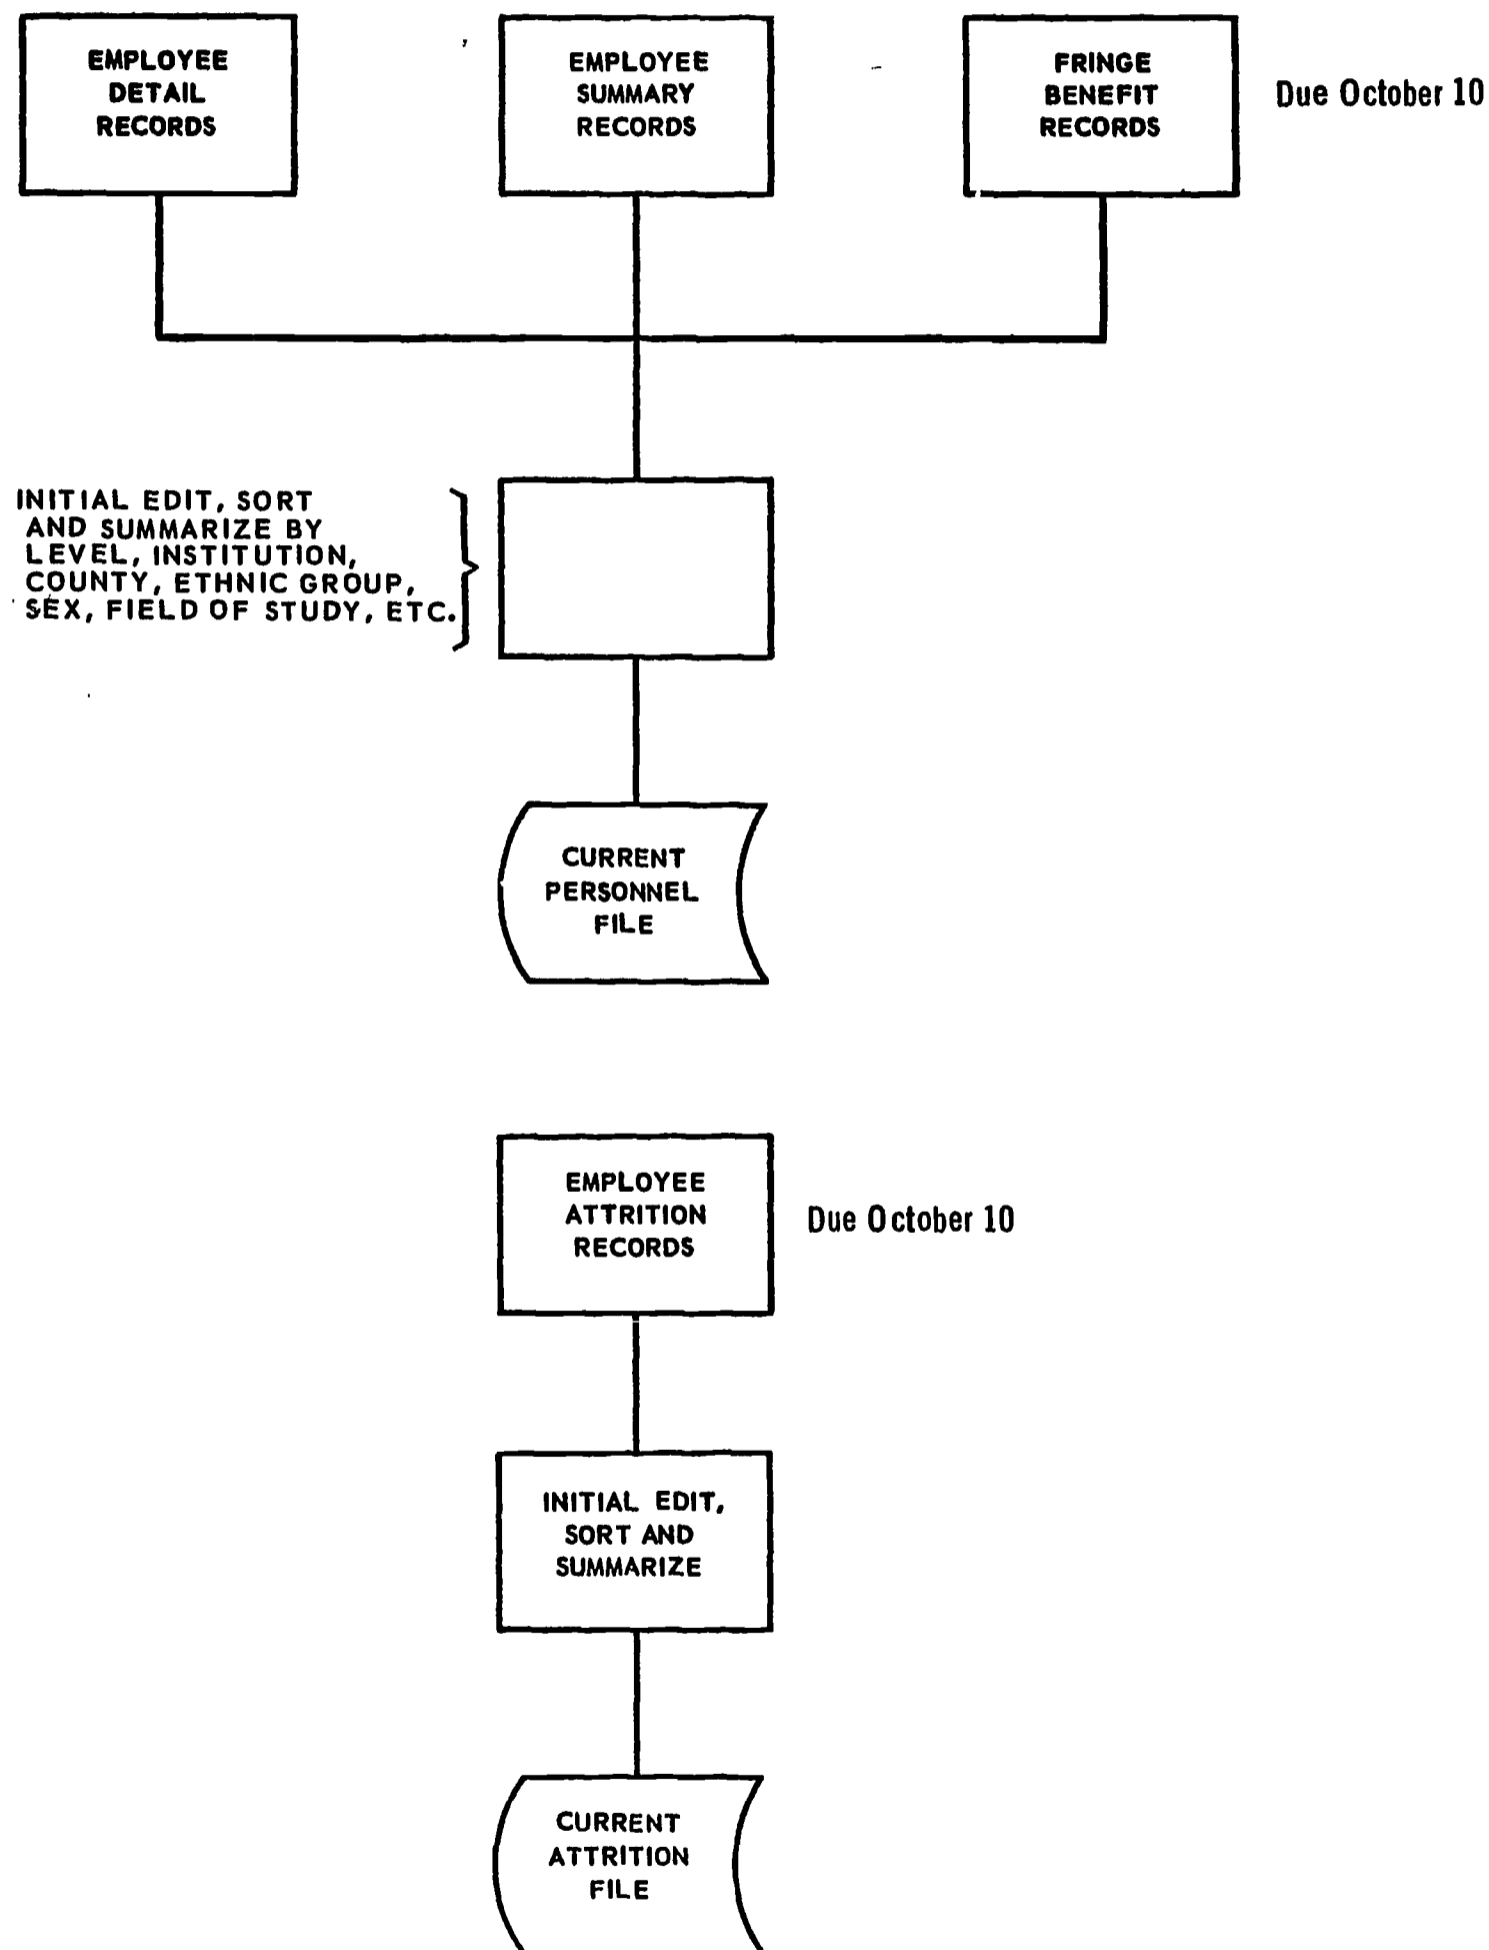 EMPLOYEE
DETAIL
RECORDS
EMPLOYEE
SUMMARY
RECORDS
FRINGE
BENEFIT
RECORDS
Due October 10
INITIAL EDIT, SORT
AND SUMMARIZE BY
LEVEL, INSTITUTION,
COUNTY, ETHNIC GROUP,
SEX, FIELD OF STUDY, ETC.
CURRENT
PERSONNEL
FILE
EMPLOYEE
ATTRITION
RECORDS
Due October 10
INITIAL EDIT,
SORT AND
SUMMARIZE
CURRENT
ATTRITION
FILE